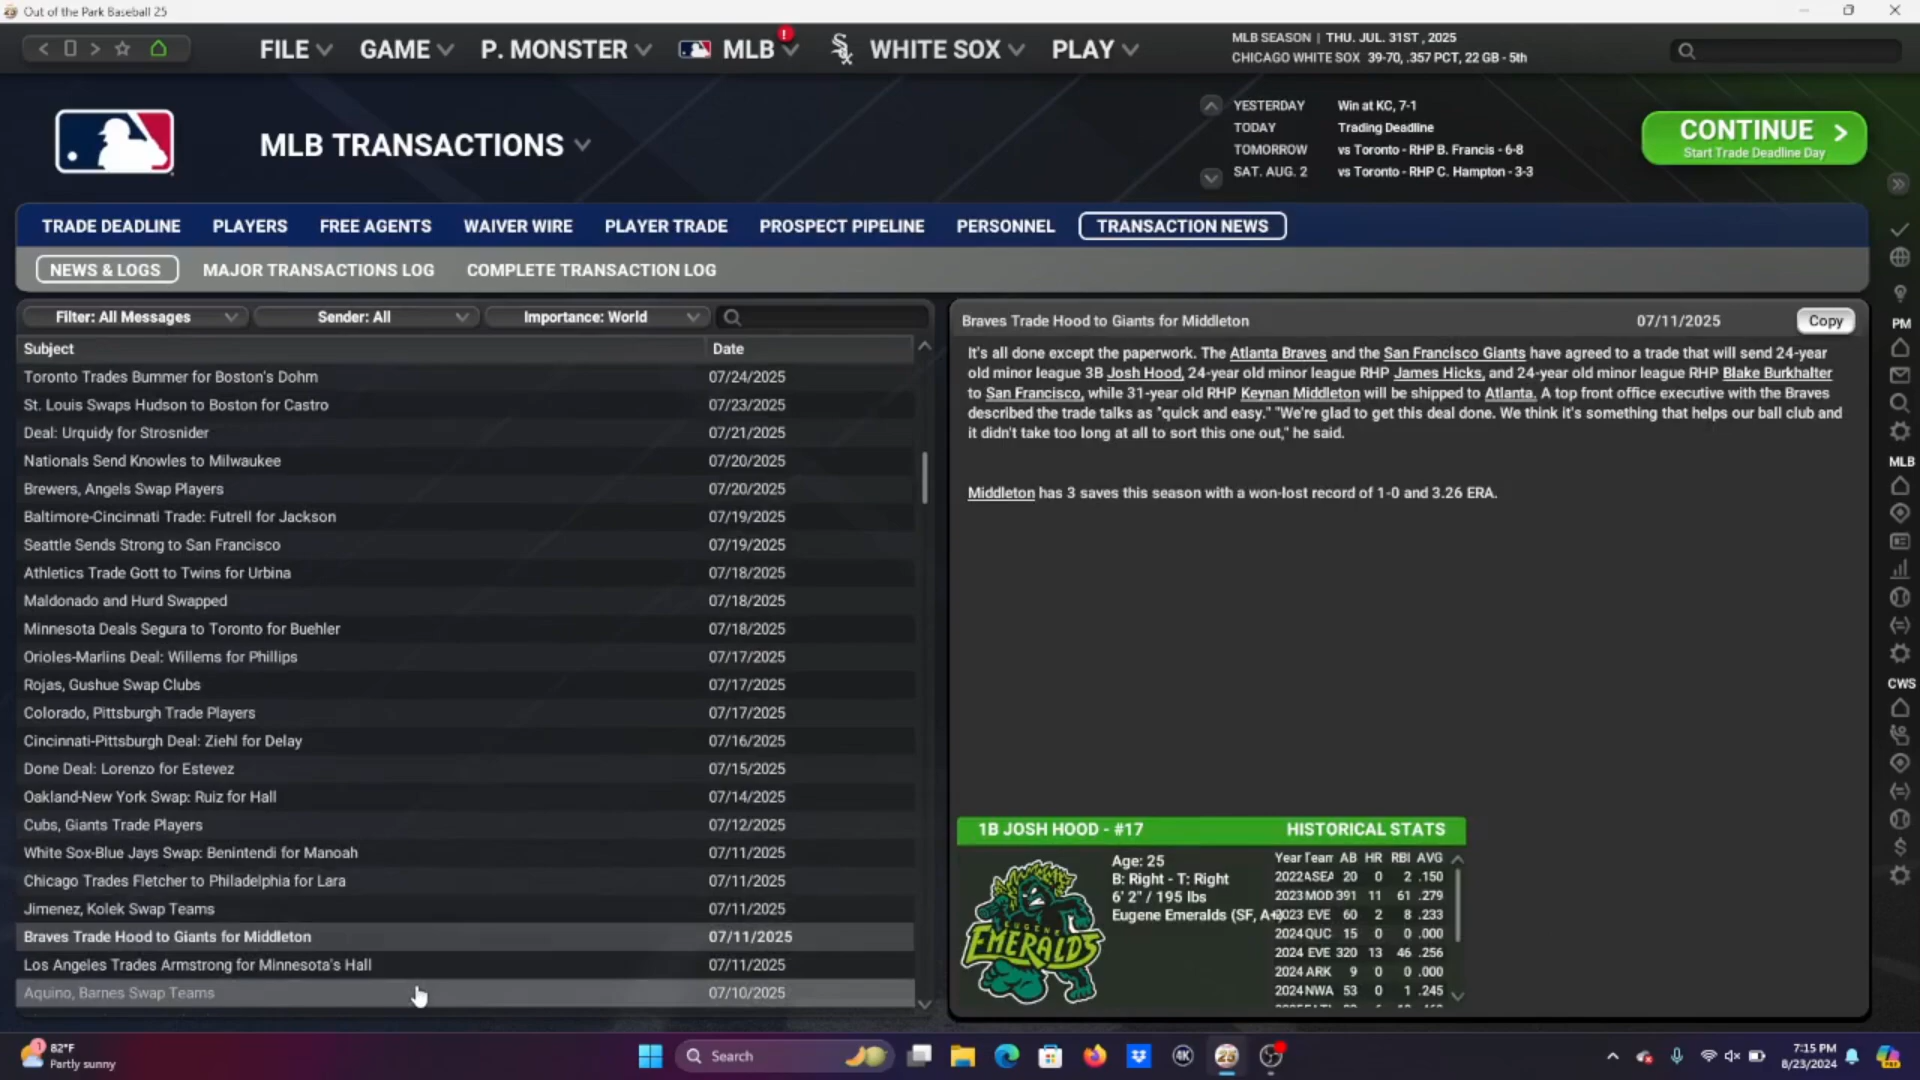 Out of the Park Baseball 25
FILE
GAME
P. MONSTER
MLB
WHITE SOX
PLAY
MLB SEASON | THU. JUL. 31ST , 2025
CHICAGO WHITE SOX 39-70, .357 PCT, 22 GB - 5th
MLB TRANSACTIONS
YESTERDAY Win at KC, 7-1
TODAY Trading Deadline
TOMORROW vs Toronto - RHP B. Francis - 6-8
SAT. AUG. 2 vs Toronto - RHP C. Hampton - 3-3
CONTINUE
Start Trade Deadline Day
TRADE DEADLINE
PLAYERS
FREE AGENTS
WAIVER WIRE
PLAYER TRADE
PROSPECT PIPELINE
PERSONNEL
TRANSACTION NEWS
NEWS & LOGS
MAJOR TRANSACTIONS LOG
COMPLETE TRANSACTION LOG
Filter: All Messages
Sender: All
Importance: World
Subject Date
Toronto Trades Bummer for Boston's Dohm 07/24/2025
St. Louis Swaps Hudson to Boston for Castro 07/23/2025
Deal: Urquidy for Strosnider 07/21/2025
Nationals Send Knowles to Milwaukee 07/20/2025
Brewers, Angels Swap Players 07/20/2025
Baltimore-Cincinnati Trade: Futrell for Jackson 07/19/2025
Seattle Sends Strong to San Francisco 07/19/2025
Athletics Trade Gott to Twins for Urbina 07/18/2025
Maldonado and Hurd Swapped 07/18/2025
Minnesota Deals Segura to Toronto for Buehler 07/18/2025
Orioles-Marlins Deal: Willems for Phillips 07/17/2025
Rojas, Gushue Swap Clubs 07/17/2025
Colorado, Pittsburgh Trade Players 07/17/2025
Cincinnati-Pittsburgh Deal: Ziehl for Delay 07/16/2025
Done Deal: Lorenzo for Estevez 07/15/2025
Oakland-New York Swap: Ruiz for Hall 07/14/2025
Cubs, Giants Trade Players 07/12/2025
White Sox-Blue Jays Swap: Benintendi for Manoah 07/11/2025
Chicago Trades Fletcher to Philadelphia for Lara 07/11/2025
Jimenez, Kolek Swap Teams 07/11/2025
Braves Trade Hood to Giants for Middleton 07/11/2025
Los Angeles Trades Armstrong for Minnesota's Hall 07/11/2025
Aquino, Barnes Swap Teams 07/10/2025
Braves Trade Hood to Giants for Middleton 07/11/2025 Copy
It's all done except the paperwork. The Atlanta Braves and the San Francisco Giants have agreed to a trade that will send 24-year
old minor league 3B Josh Hood, 24-year old minor league RHP James Hicks, and 24-year old minor league RHP Blake Burkhalter
to San Francisco, while 31-year old RHP Keynan Middleton will be shipped to Atlanta. A top front office executive with the Braves
described the trade talks as "quick and easy." "We're glad to get this deal done. We think it's something that helps our ball club and
it didn't take too long at all to sort this one out," he said.
Middleton has 3 saves this season with a won-lost record of 1-0 and 3.26 ERA.
1B JOSH HOOD - #17 HISTORICAL STATS
EUGENE
EMERALDS
Age: 25
B: Right - T: Right
6' 2" / 195 lbs
Eugene Emeralds (SF, A+)
Year Team AB HR RBI AVG
2022 ASEA 20 0 2 .150
2023 MOD 391 11 61 .279
2023 EVE 60 2 8 .233
2024 QUC 15 0 0 .000
2024 EVE 320 13 46 .256
2024 ARK 9 0 0 .000
2024 NWA 53 0 1 .245
PM
MLB
CWS
82°F
Partly sunny
Search
4K
25
7:15 PM
8/23/2024